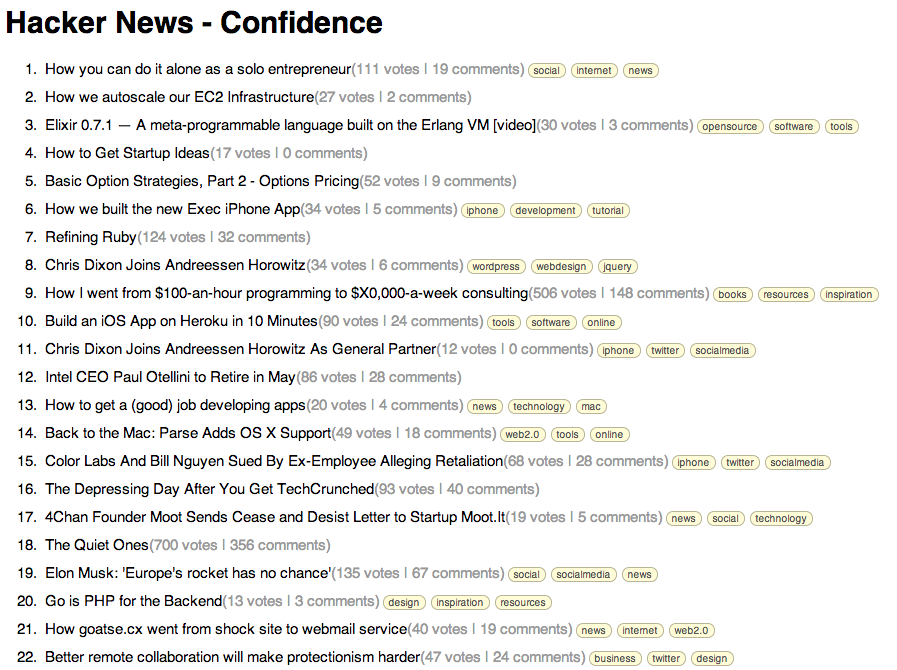 Hacker News - Confidence
1. How you can do it alone as a solo entrepreneur(111 votes | 19 comments) social internet news
2. How we autoscale our EC2 Infrastructure(27 votes | 2 comments)
3. Elixir 0.7.1 — A meta-programmable language built on the Erlang VM [video](30 votes | 3 comments) opensource software tools
4. How to Get Startup Ideas(17 votes | 0 comments)
5. Basic Option Strategies, Part 2 - Options Pricing(52 votes | 9 comments)
6. How we built the new Exec iPhone App(34 votes | 5 comments) iphone development tutorial
7. Refining Ruby(124 votes | 32 comments)
8. Chris Dixon Joins Andreessen Horowitz(34 votes | 6 comments) wordpress webdesign jquery
9. How I went from $100-an-hour programming to $X0,000-a-week consulting(506 votes | 148 comments) books resources inspiration
10. Build an iOS App on Heroku in 10 Minutes(90 votes | 24 comments) tools software online
11. Chris Dixon Joins Andreessen Horowitz As General Partner(12 votes | 0 comments) iphone twitter socialmedia
12. Intel CEO Paul Otellini to Retire in May(86 votes | 28 comments)
13. How to get a (good) job developing apps(20 votes | 4 comments) news technology mac
14. Back to the Mac: Parse Adds OS X Support(49 votes | 18 comments) web2.0 tools online
15. Color Labs And Bill Nguyen Sued By Ex-Employee Alleging Retaliation(68 votes | 28 comments) iphone twitter socialmedia
16. The Depressing Day After You Get TechCrunched(93 votes | 40 comments)
17. 4Chan Founder Moot Sends Cease and Desist Letter to Startup Moot.It(19 votes | 5 comments) news social technology
18. The Quiet Ones(700 votes | 356 comments)
19. Elon Musk: 'Europe's rocket has no chance'(135 votes | 67 comments) social socialmedia news
20. Go is PHP for the Backend(13 votes | 3 comments) design inspiration resources
21. How goatse.cx went from shock site to webmail service(40 votes | 19 comments) news internet web2.0
22. Better remote collaboration will make protectionism harder(47 votes | 24 comments) business twitter design